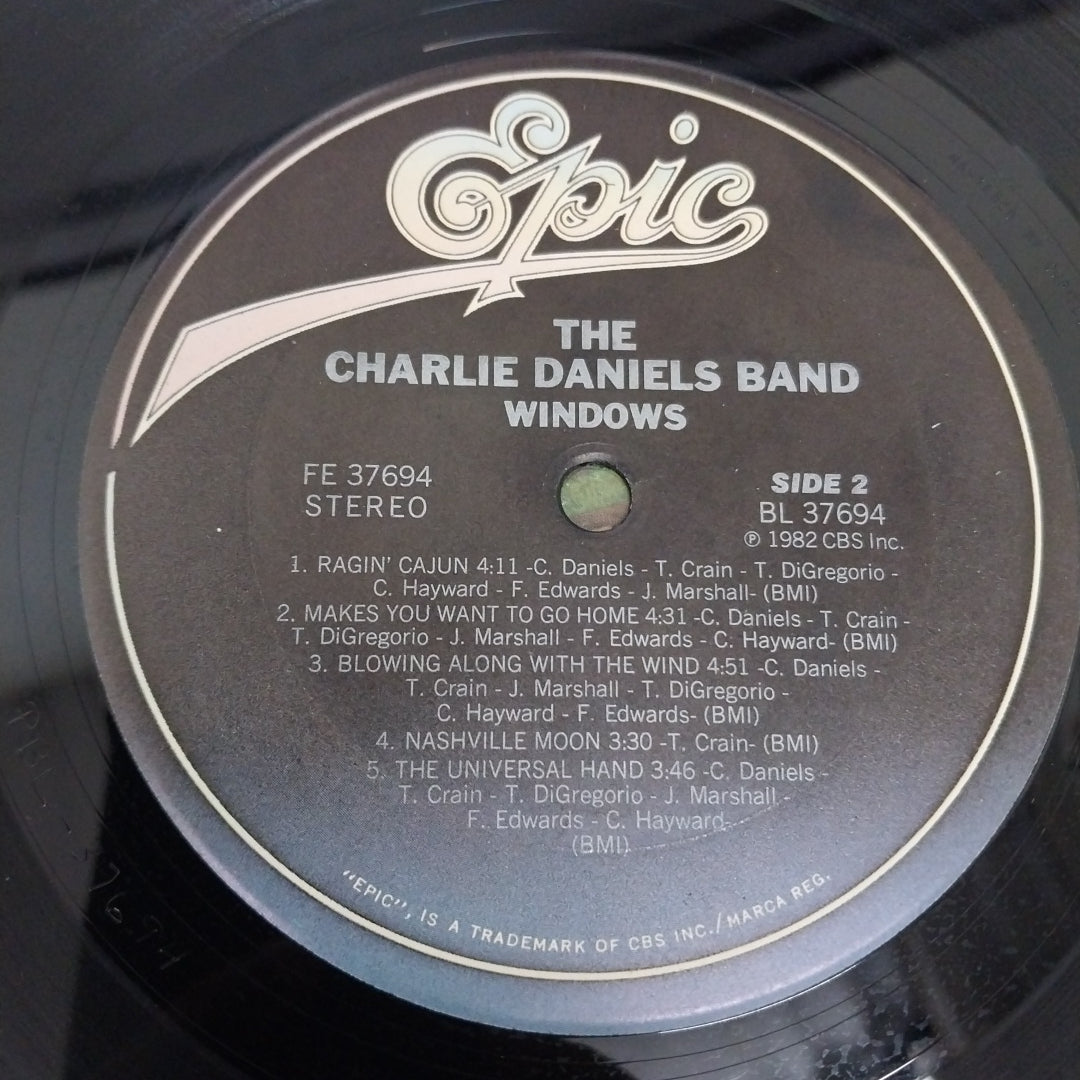 Epic
THE
CHARLIE DANIELS BAND
WINDOWS
FE 37694
STEREO
SIDE 2
BL 37694
℗ 1982 CBS Inc.
1. RAGIN' CAJUN 4:11 -C. Daniels - T. Crain - T. DiGregorio -
C. Hayward - F. Edwards - J. Marshall- (BMI)
2. MAKES YOU WANT TO GO HOME 4:31 -C. Daniels - T. Crain -
T. DiGregorio - J. Marshall - F. Edwards - C. Hayward- (BMI)
3. BLOWING ALONG WITH THE WIND 4:51 -C. Daniels -
T. Crain - J. Marshall - T. DiGregorio -
C. Hayward - F. Edwards- (BMI)
4. NASHVILLE MOON 3:30 -T. Crain- (BMI)
5. THE UNIVERSAL HAND 3:46 -C. Daniels -
T. Crain - T. DiGregorio - J. Marshall -
F. Edwards - C. Hayward-
(BMI)
"EPIC", IS A TRADEMARK OF CBS INC./MARCA REG.